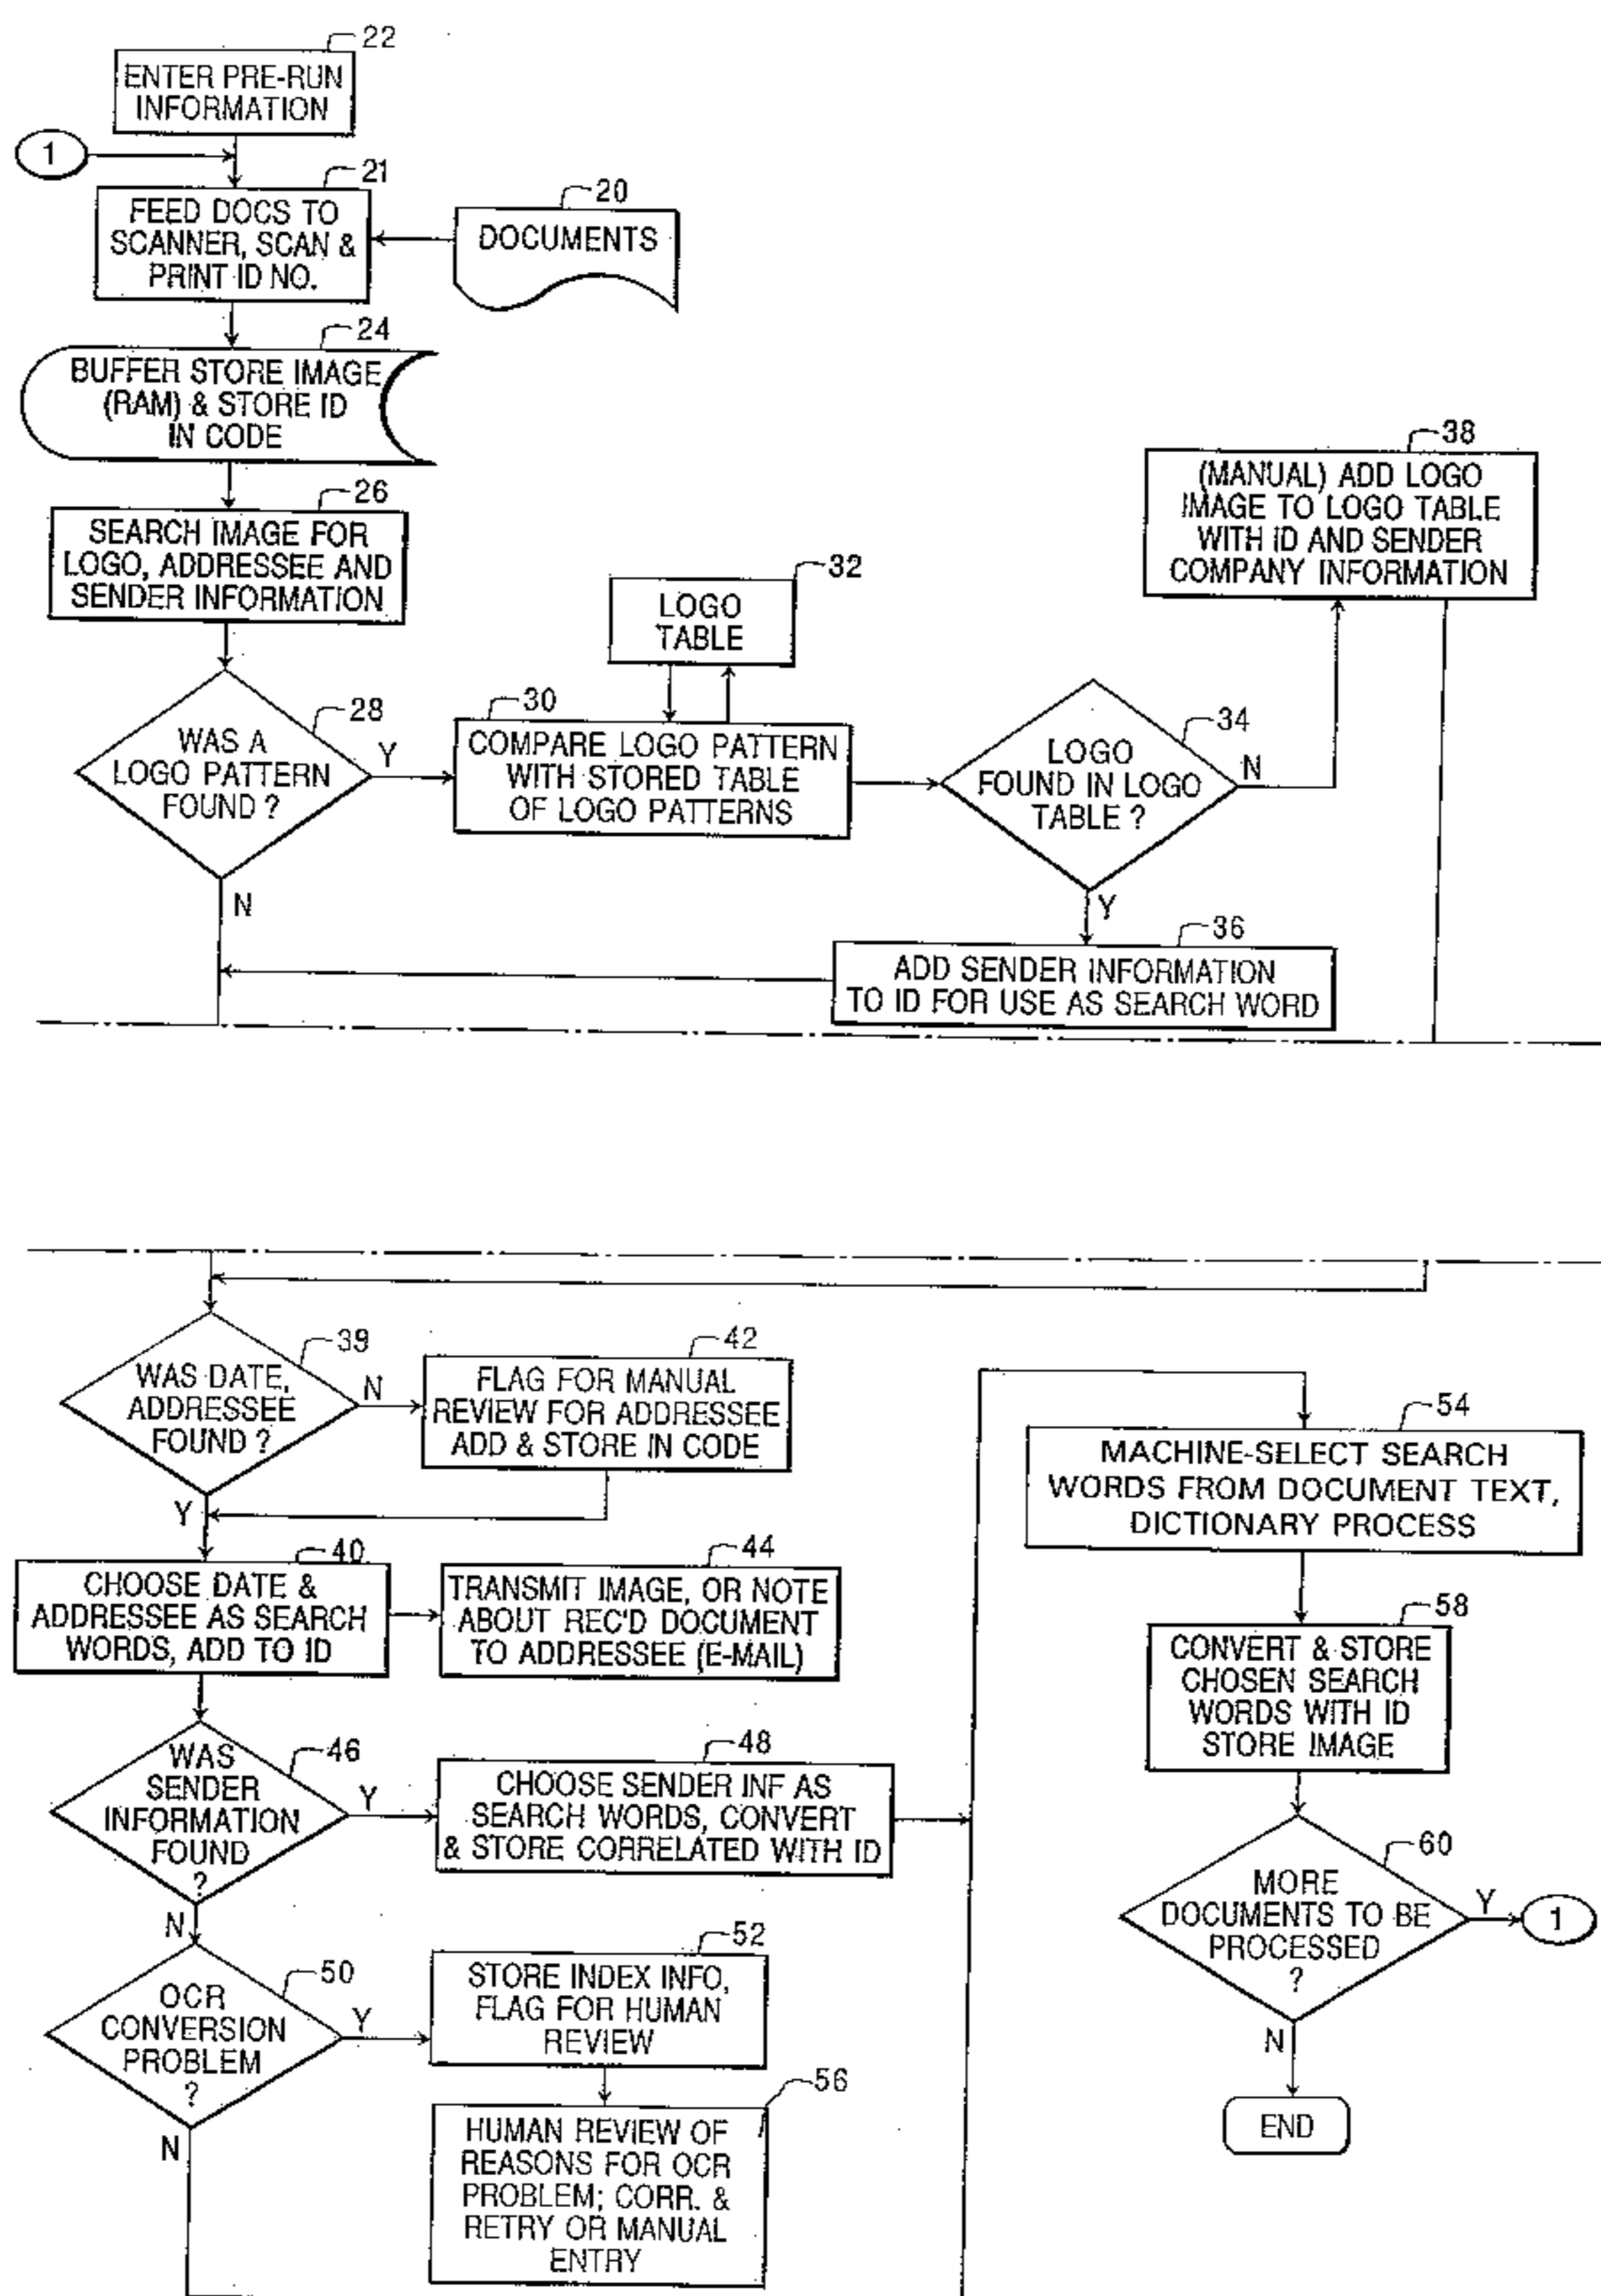 22
ENTER PRE-RUN
INFORMATION
1
21
FEED DOCS TO
SCANNER, SCAN &
PRINT ID NO.
20
DOCUMENTS
24
BUFFER STORE IMAGE
(RAM) & STORE ID
IN CODE
26
SEARCH IMAGE FOR
LOGO, ADDRESSEE AND
SENDER INFORMATION
28
WAS A
LOGO PATTERN
FOUND ?
Y
N
30
COMPARE LOGO PATTERN
WITH STORED TABLE
OF LOGO PATTERNS
32
LOGO
TABLE
34
LOGO
FOUND IN LOGO
TABLE ?
N
Y
38
(MANUAL) ADD LOGO
IMAGE TO LOGO TABLE
WITH ID AND SENDER
COMPANY INFORMATION
36
ADD SENDER INFORMATION
TO ID FOR USE AS SEARCH WORD
39
WAS DATE,
ADDRESSEE
FOUND ?
N
Y
42
FLAG FOR MANUAL
REVIEW FOR ADDRESSEE
ADD & STORE IN CODE
40
CHOOSE DATE &
ADDRESSEE AS SEARCH
WORDS, ADD TO ID
44
TRANSMIT IMAGE, OR NOTE
ABOUT REC'D DOCUMENT
TO ADDRESSEE (E-MAIL)
46
WAS
SENDER
INFORMATION
FOUND
?
Y
N
48
CHOOSE SENDER INF AS
SEARCH WORDS, CONVERT
& STORE CORRELATED WITH ID
50
OCR
CONVERSION
PROBLEM
?
Y
N
52
STORE INDEX INFO,
FLAG FOR HUMAN
REVIEW
56
HUMAN REVIEW OF
REASONS FOR OCR
PROBLEM; CORR. &
RETRY OR MANUAL
ENTRY
54
MACHINE-SELECT SEARCH
WORDS FROM DOCUMENT TEXT,
DICTIONARY PROCESS
58
CONVERT & STORE
CHOSEN SEARCH
WORDS WITH ID
STORE IMAGE
60
MORE
DOCUMENTS TO BE
PROCESSED
?
Y
1
N
END